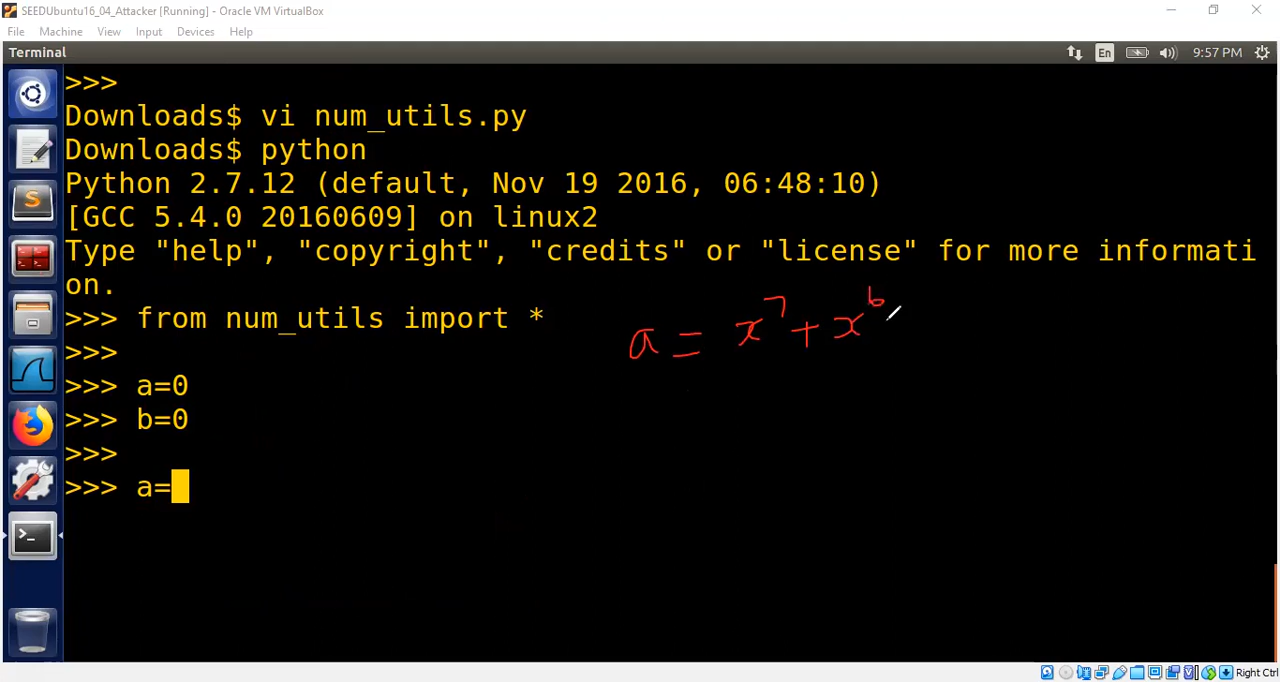 SEEDUbuntu16_04_Attacker [Running] - Oracle VM VirtualBox
File Machine View Input Devices Help
Terminal En 9:57 PM
>>>
Downloads$ vi num_utils.py
Downloads$ python
Python 2.7.12 (default, Nov 19 2016, 06:48:10)
[GCC 5.4.0 20160609] on linux2
Type "help", "copyright", "credits" or "license" for more informati
on.
>>> from num_utils import *
a = x⁷ + x⁶
>>>
>>> a=0
>>> b=0
>>>
>>> a=
Right Ctrl